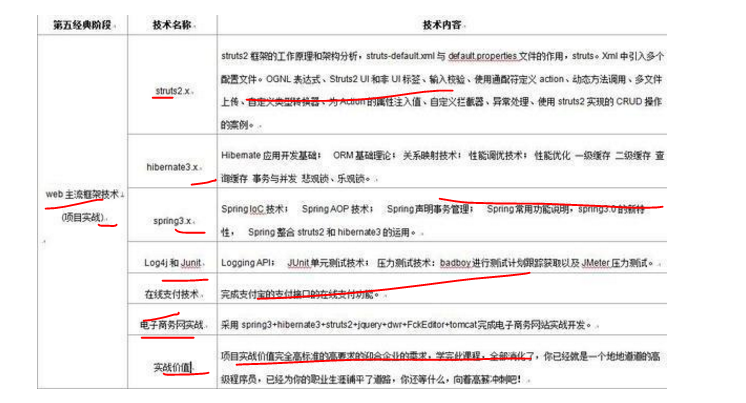 第五经典阶段 技术名称 技术内容
struts2 框架的工作原理和架构分析，struts-default.xml 与 default.properties 文件的作用，struts。Xml 中引入多个
配置文件。OGNL 表达式、Struts2 UI 和非 UI 标签、输入校验、使用通配符定义 action、动态方法调用、多文件
struts2.x.
上传、自定义类型转换器、为 Action 的属性注入值、自定义拦截器、异常处理、使用 struts2 实现的 CRUD 操作
的案例。
Hibernate 应用开发基础； ORM 基础理论； 关系映射技术； 性能调优技术； 性能优化 一级缓存 二级缓存 查
hibernate3.x.
询缓存 事务与并发 悲观锁、乐观锁。
web 主流框架技术
(项目实战)
Spring IoC 技术； Spring AOP 技术； Spring 声明事务管理； Spring 常用功能说明，spring3.0 的新特
spring3.x.
性， Spring 整合 struts2 和 hibernate3 的运用。
Log4j 和 Junit Logging API； JUnit 单元测试技术； 压力测试技术：badboy 进行测试计划跟踪获取以及 JMeter 压力测试。
在线支付技术 完成支付宝的支付接口的在线支付功能。
电子商务网实战 采用 spring3+hibernate3+struts2+jquery+dwr+FckEditor+tomcat 完成电子商务网站实战开发。
项目实战价值完全高标准的高要求的迎合企业的需求，学完此课程，全部消化了，你已经就是一个地地道道的高
实战价值
级程序员，已经为你的职业生涯铺平了道路，你还等什么，向着高薪冲刺吧！